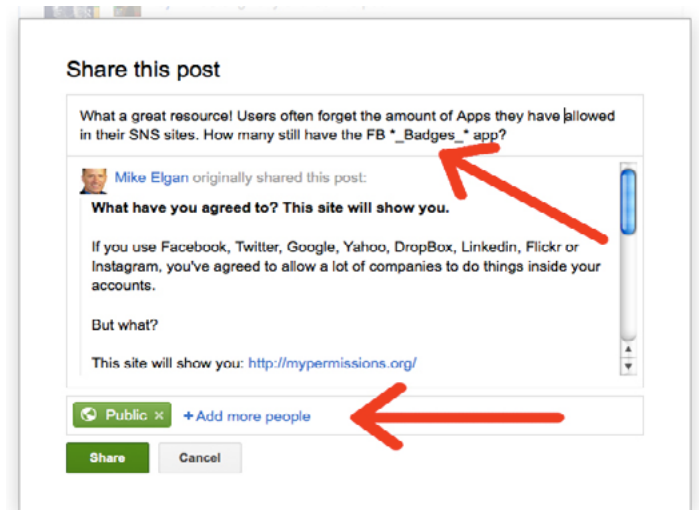 Share this post
What a great resource! Users often forget the amount of Apps they have allowed
in their SNS sites. How many still have the FB *_Badges_* app?
Mike Elgan originally shared this post:
What have you agreed to? This site will show you.
If you use Facebook, Twitter, Google, Yahoo, DropBox, Linkedin, Flickr or
Instagram, you've agreed to allow a lot of companies to do things inside your
accounts.
But what?
This site will show you: http://mypermissions.org/
Public × +Add more people
Share Cancel